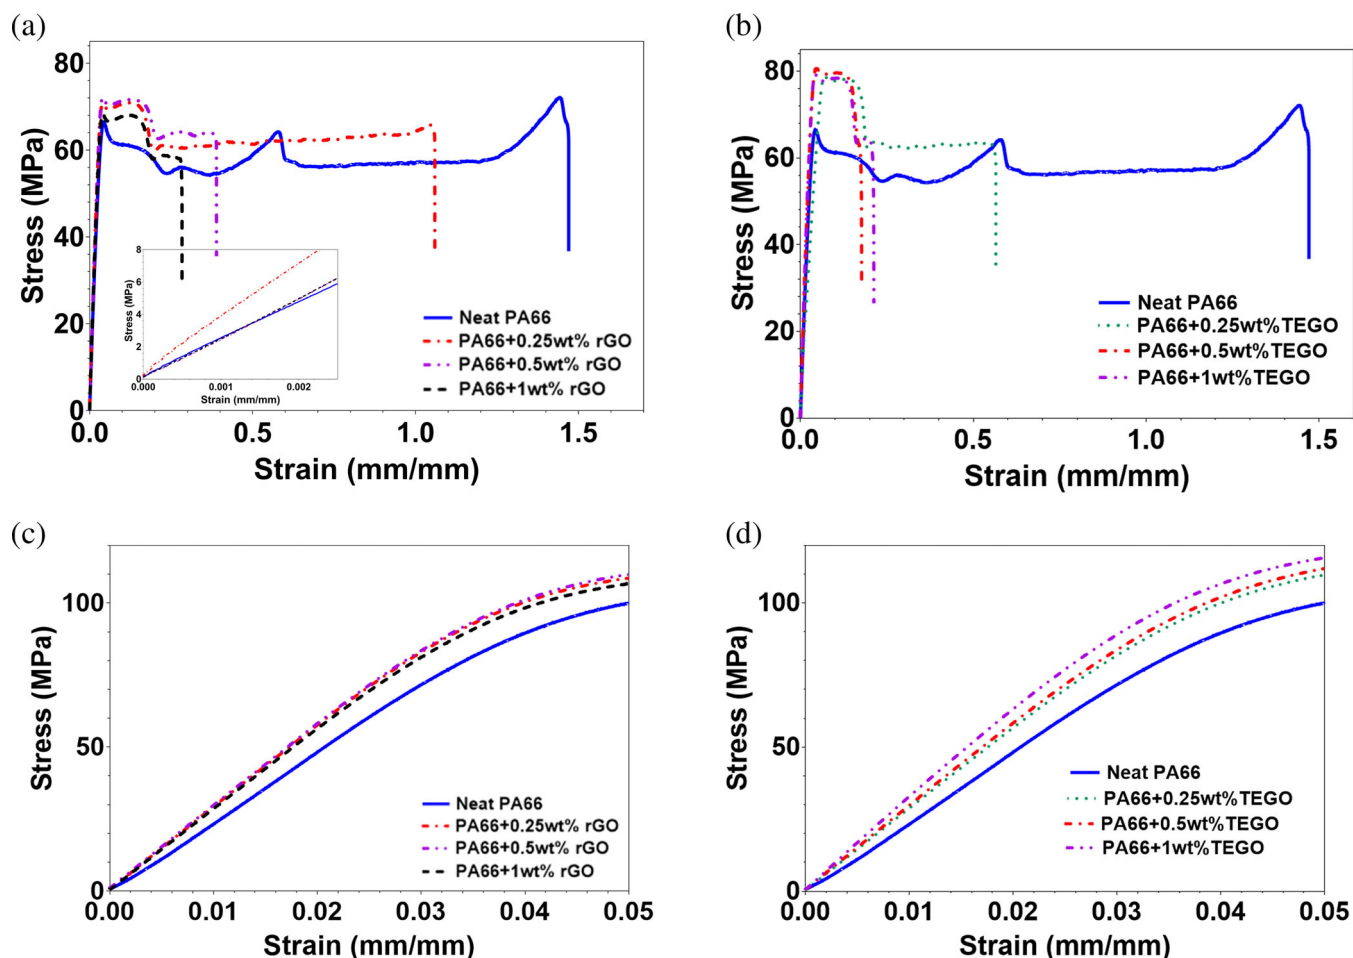 (a)
80
60
40
20
0
Stress (MPa)
8
6
4
2
0
Stress (MPa)
0.000
0.001
0.002
Strain (mm/mm)
Neat PA66
PA66+0.25wt% rGO
PA66+0.5wt% rGO
PA66+1wt% rGO
0.0
0.5
1.0
1.5
Strain (mm/mm)
(b)
80
60
40
20
0
Stress (MPa)
Neat PA66
PA66+0.25wt%TEGO
PA66+0.5wt%TEGO
PA66+1wt%TEGO
0.0
0.5
1.0
1.5
Strain (mm/mm)
(c)
100
50
0
Stress (MPa)
Neat PA66
PA66+0.25wt% rGO
PA66+0.5wt% rGO
PA66+1wt% rGO
0.00
0.01
0.02
0.03
0.04
0.05
Strain (mm/mm)
(d)
100
50
0
Stress (MPa)
Neat PA66
PA66+0.25wt%TEGO
PA66+0.5wt%TEGO
PA66+1wt%TEGO
0.00
0.01
0.02
0.03
0.04
0.05
Strain (mm/mm)